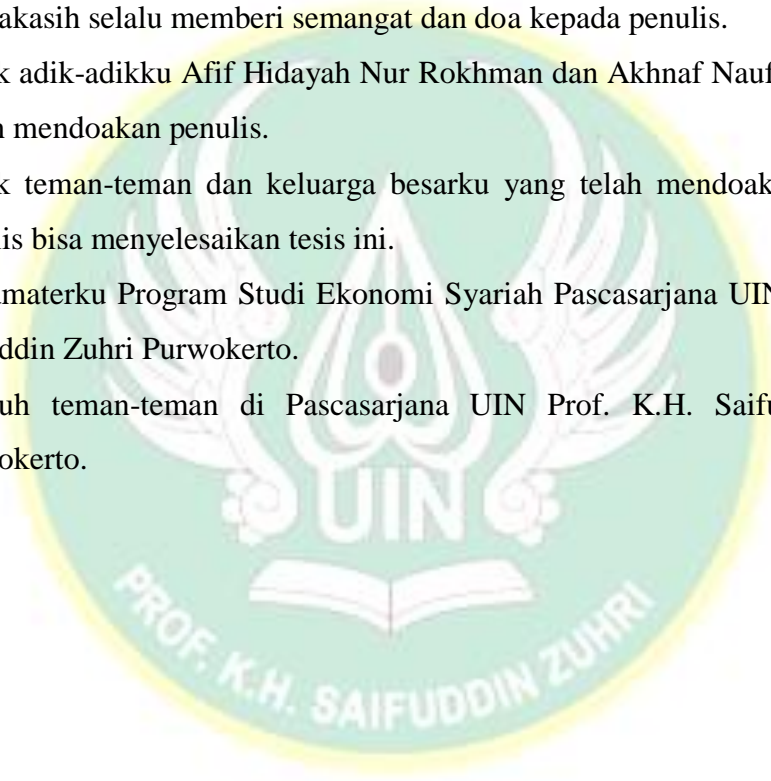 akasih selalu memberi semangat dan doa kepada penulis.
k adik-adikku Afif Hidayah Nur Rokhman dan Akhnaf Nauf
n mendoakan penulis.
k teman-teman dan keluarga besarku yang telah mendoak
lis bisa menyelesaikan tesis ini.
amaterku Program Studi Ekonomi Syariah Pascasarjana UIN
ddin Zuhri Purwokerto.
uh teman-teman di Pascasarjana UIN Prof. K.H. Saifu
okerto.
UIN
PROF. K.H. SAIFUDDIN ZUHRI